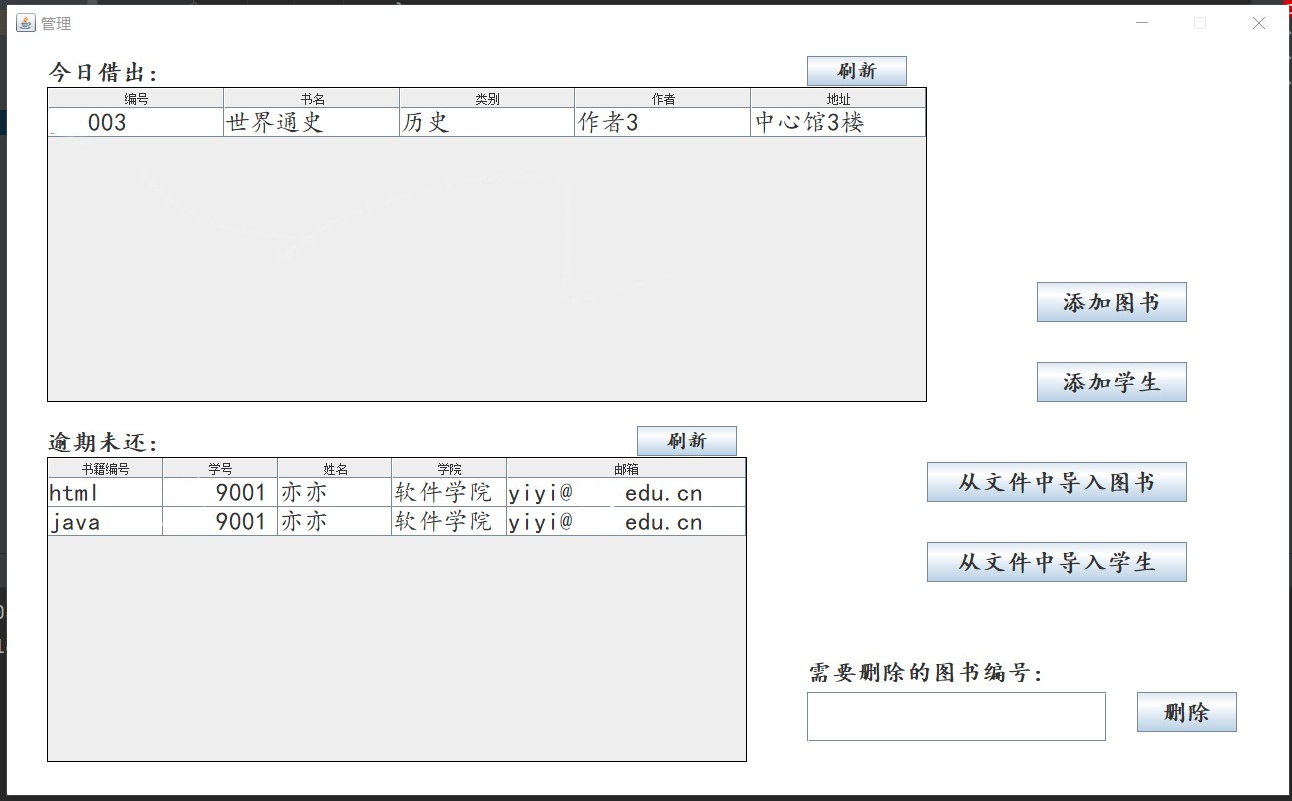 管理
今日借出： 刷新
编号 书名 类别 作者 地址
003 世界通史 历史 作者3 中心馆3楼
添加图书
添加学生
逾期未还： 刷新
书籍编号 学号 姓名 学院 邮箱
html 9001 亦亦 软件学院 yiyi@ edu.cn
java 9001 亦亦 软件学院 yiyi@ edu.cn
从文件中导入图书
从文件中导入学生
需要删除的图书编号：
删除